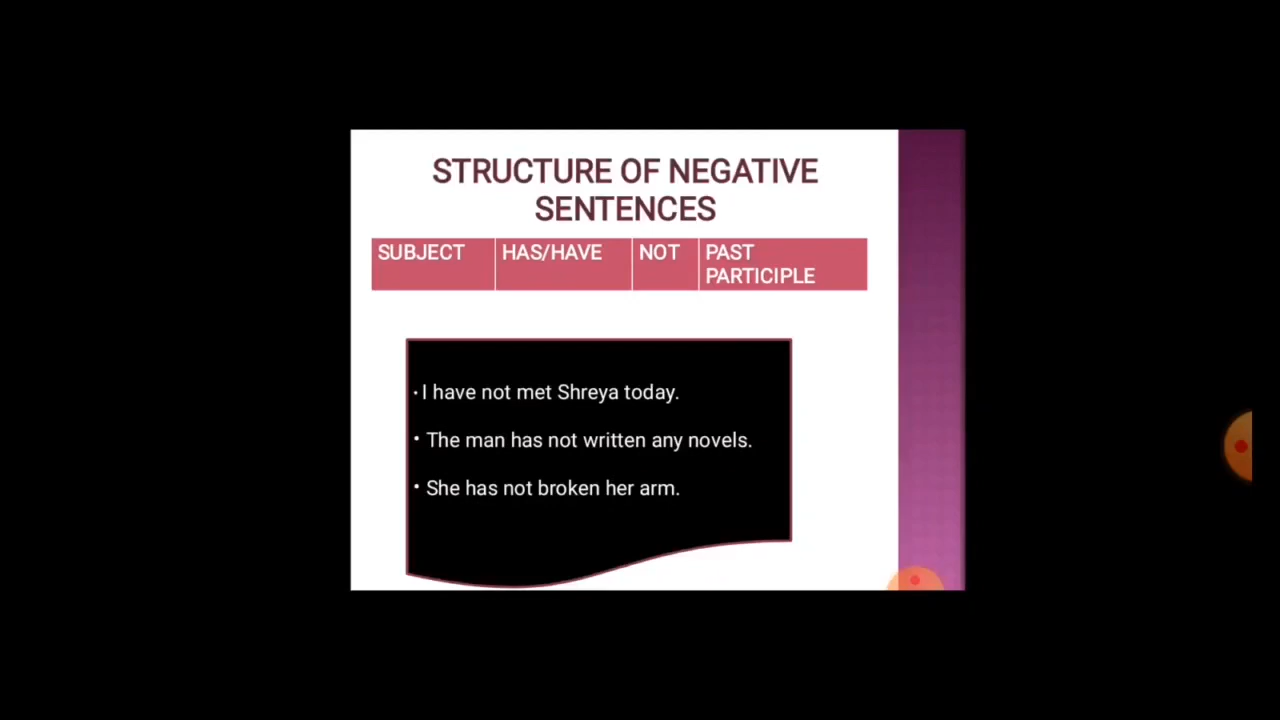 STRUCTURE OF NEGATIVE
SENTENCES
SUBJECT HAS/HAVE NOT PAST
PARTICIPLE
• I have not met Shreya today.
• The man has not written any novels.
• She has not broken her arm.